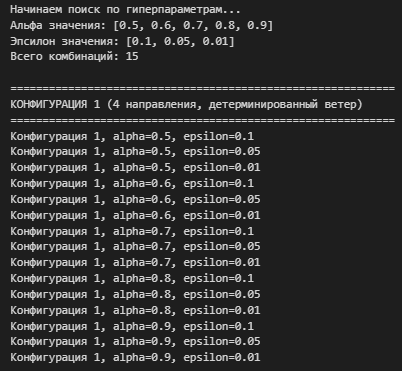 Начинаем поиск по гиперпараметрам...
Альфа значения: [0.5, 0.6, 0.7, 0.8, 0.9]
Эпсилон значения: [0.1, 0.05, 0.01]
Всего комбинаций: 15
============================================================
КОНФИГУРАЦИЯ 1 (4 направления, детерминированный ветер)
============================================================
Конфигурация 1, alpha=0.5, epsilon=0.1
Конфигурация 1, alpha=0.5, epsilon=0.05
Конфигурация 1, alpha=0.5, epsilon=0.01
Конфигурация 1, alpha=0.6, epsilon=0.1
Конфигурация 1, alpha=0.6, epsilon=0.05
Конфигурация 1, alpha=0.6, epsilon=0.01
Конфигурация 1, alpha=0.7, epsilon=0.1
Конфигурация 1, alpha=0.7, epsilon=0.05
Конфигурация 1, alpha=0.7, epsilon=0.01
Конфигурация 1, alpha=0.8, epsilon=0.1
Конфигурация 1, alpha=0.8, epsilon=0.05
Конфигурация 1, alpha=0.8, epsilon=0.01
Конфигурация 1, alpha=0.9, epsilon=0.1
Конфигурация 1, alpha=0.9, epsilon=0.05
Конфигурация 1, alpha=0.9, epsilon=0.01